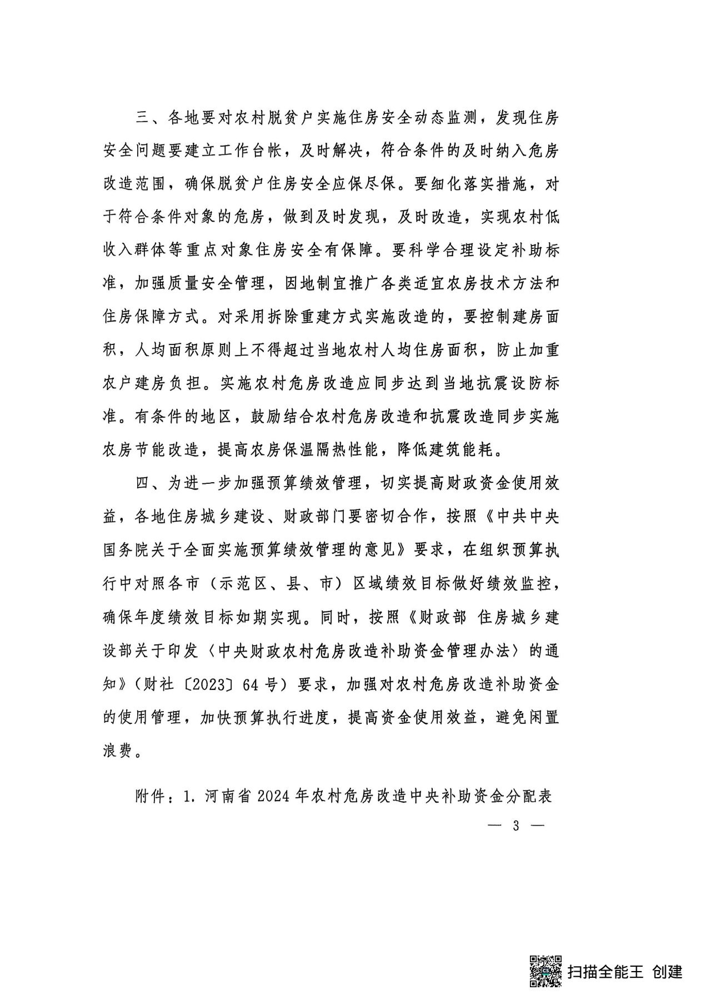 三、各地要对农村脱贫户实施住房安全动态监测，发现住房
安全问题要建立工作台帐，及时解决，符合条件的及时纳入危房
改造范围，确保脱贫户住房安全应保尽保。要细化落实措施，对
于符合条件对象的危房，做到及时发现，及时改造，实现农村低
收入群体等重点对象住房安全有保障。要科学合理设定补助标
准，加强质量安全管理，因地制宜推广各类适宜农房技术方法和
住房保障方式。对采用拆除重建方式实施改造的，要控制建房面
积，人均面积原则上不得超过当地农村人均住房面积，防止加重
农户建房负担。实施农村危房改造应同步达到当地抗震设防标
准。有条件的地区，鼓励结合农村危房改造和抗震改造同步实施
农房节能改造，提高农房保温隔热性能，降低建筑能耗。
四、为进一步加强预算绩效管理，切实提高财政资金使用效
益，各地住房城乡建设、财政部门要密切合作，按照《中共中央
国务院关于全面实施预算绩效管理的意见》要求，在组织预算执
行中对照各市（示范区、县、市）区域绩效目标做好绩效监控，
确保年度绩效目标如期实现。同时，按照《财政部 住房城乡建
设部关于印发〈中央财政农村危房改造补助资金管理办法〉的通
知》（财社〔2023〕64号）要求，加强对农村危房改造补助资金
的使用管理，加快预算执行进度，提高资金使用效益，避免闲置
浪费。
附件：1. 河南省2024年农村危房改造中央补助资金分配表
— 3 —
扫描全能王 创建